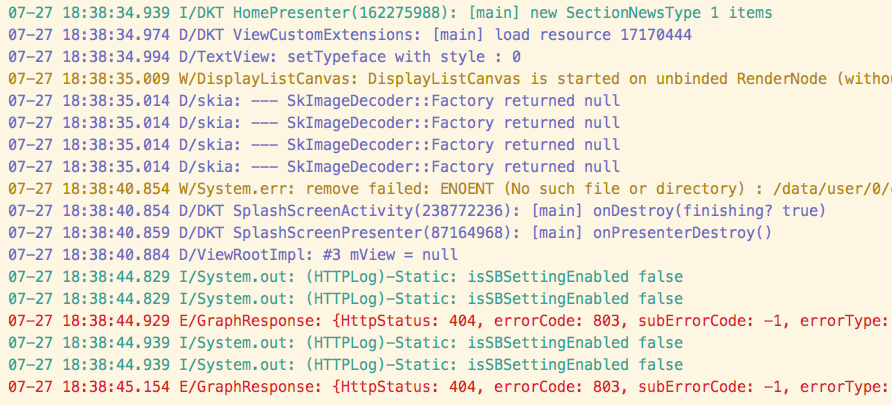 07-27 18:38:34.939 I/DKT HomePresenter(162275988): [main] new SectionNewsType 1 items
07-27 18:38:34.974 D/DKT ViewCustomExtensions: [main] load resource 17170444
07-27 18:38:34.994 D/TextView: setTypeface with style : 0
07-27 18:38:35.009 W/DisplayListCanvas: DisplayListCanvas is started on unbinded RenderNode (withou
07-27 18:38:35.014 D/skia: --- SkImageDecoder::Factory returned null
07-27 18:38:35.014 D/skia: --- SkImageDecoder::Factory returned null
07-27 18:38:35.014 D/skia: --- SkImageDecoder::Factory returned null
07-27 18:38:35.014 D/skia: --- SkImageDecoder::Factory returned null
07-27 18:38:40.854 W/System.err: remove failed: ENOENT (No such file or directory) : /data/user/0/
07-27 18:38:40.854 D/DKT SplashScreenActivity(238772236): [main] onDestroy(finishing? true)
07-27 18:38:40.859 D/DKT SplashScreenPresenter(87164968): [main] onPresenterDestroy()
07-27 18:38:40.884 D/ViewRootImpl: #3 mView = null
07-27 18:38:44.829 I/System.out: (HTTPLog)-Static: isSBSettingEnabled false
07-27 18:38:44.829 I/System.out: (HTTPLog)-Static: isSBSettingEnabled false
07-27 18:38:44.929 E/GraphResponse: {HttpStatus: 404, errorCode: 803, subErrorCode: -1, errorType:
07-27 18:38:44.939 I/System.out: (HTTPLog)-Static: isSBSettingEnabled false
07-27 18:38:44.939 I/System.out: (HTTPLog)-Static: isSBSettingEnabled false
07-27 18:38:45.154 E/GraphResponse: {HttpStatus: 404, errorCode: 803, subErrorCode: -1, errorType: